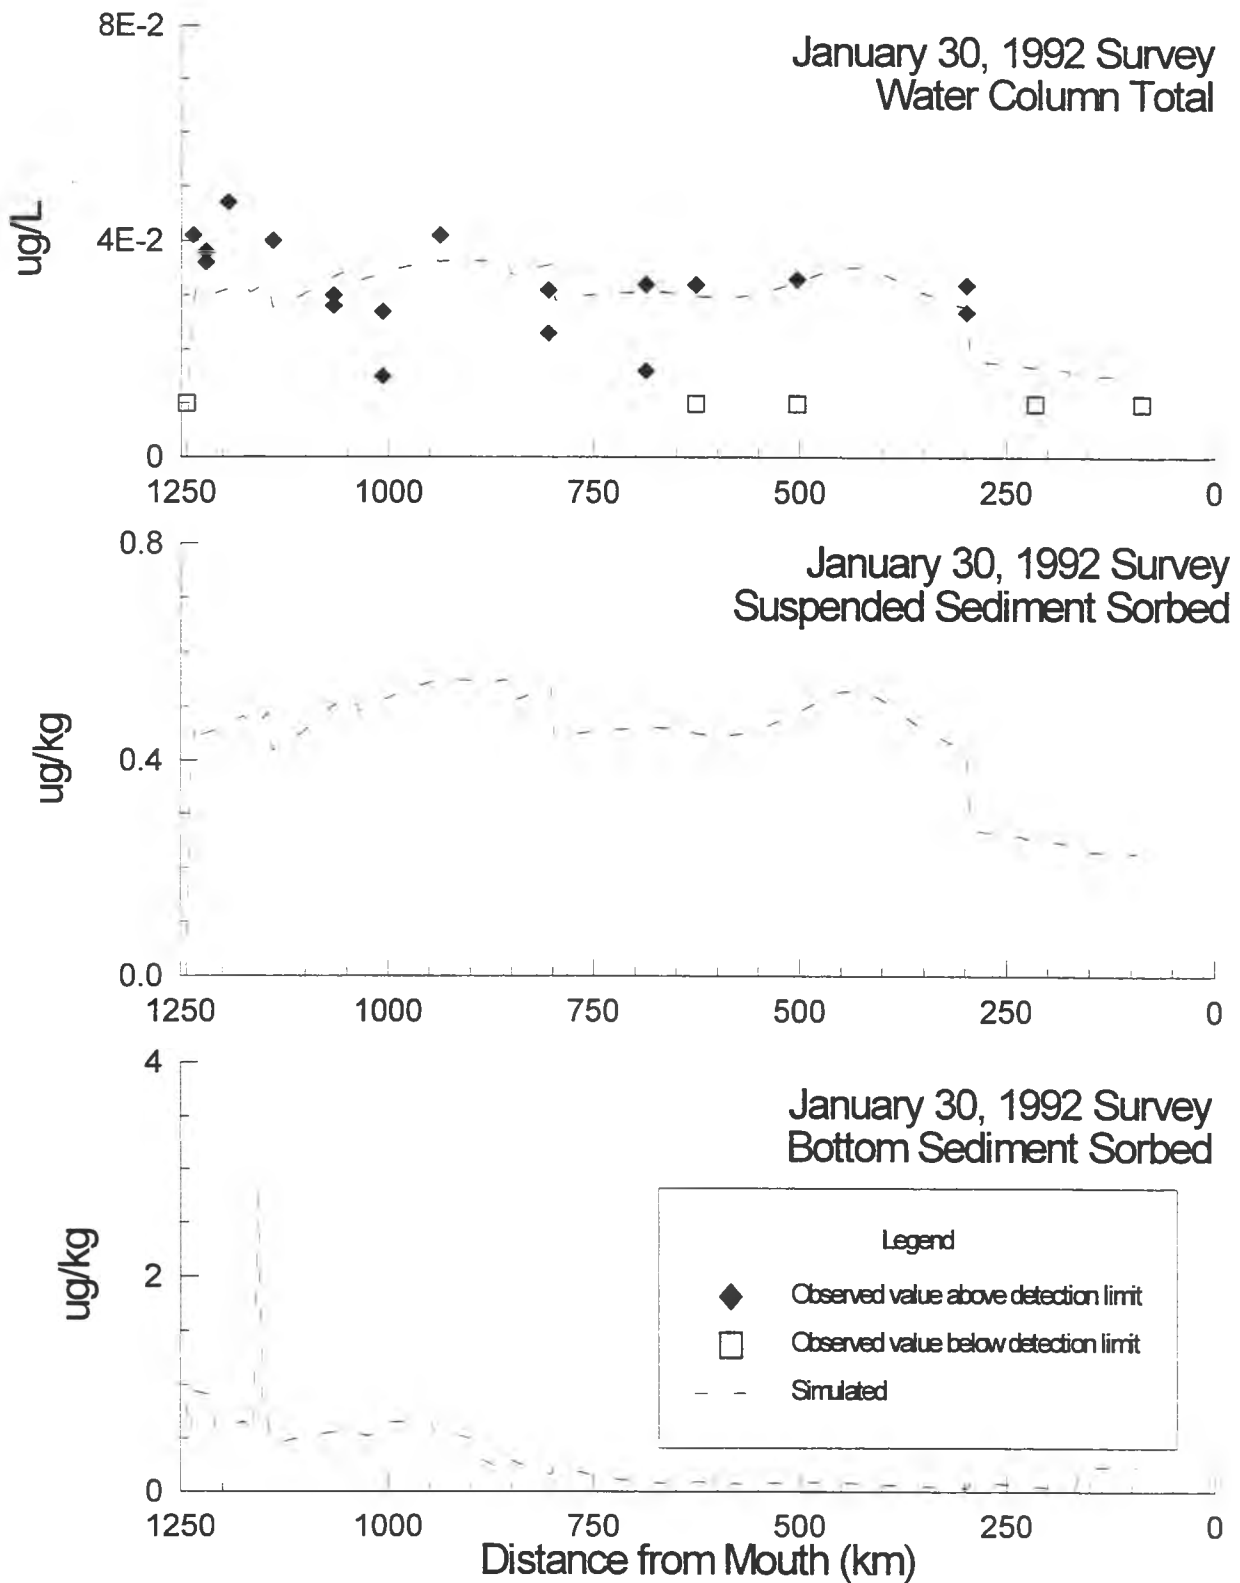 8E-2
January 30, 1992 Survey
Water Column Total
ug/L
4E-2
0
1250 1000 750 500 250 0
0.8
January 30, 1992 Survey
Suspended Sediment Sorbed
ug/kg
0.4
0.0
1250 1000 750 500 250 0
4
January 30, 1992 Survey
Bottom Sediment Sorbed
ug/kg
2
Legend
Observed value above detection limit
Observed value below detection limit
Simulated
0
1250 1000 750 500 250 0
Distance from Mouth (km)